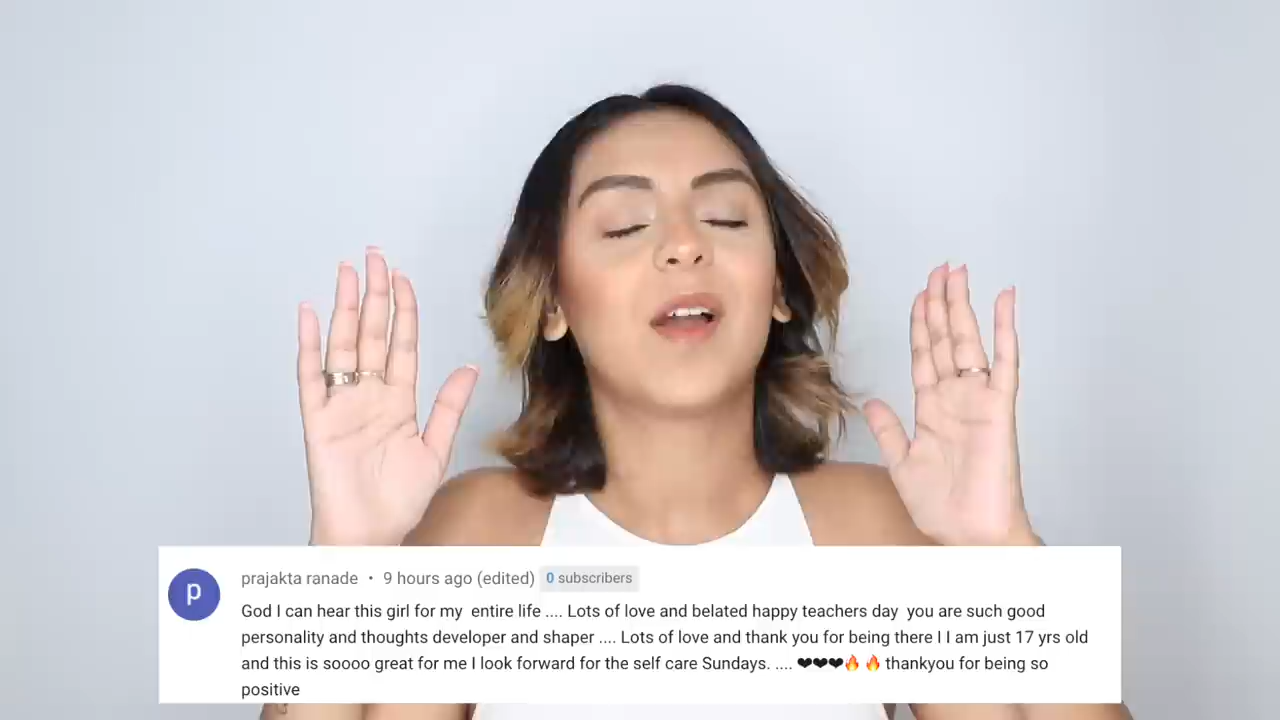 p
prajakta ranade • 9 hours ago (edited) 0 subscribers
God I can hear this girl for my entire life .... Lots of love and belated happy teachers day you are such good
personality and thoughts developer and shaper .... Lots of love and thank you for being there I I am just 17 yrs old
and this is soooo great for me I look forward for the self care Sundays. .... ❤❤❤🔥 🔥 thankyou for being so
positive